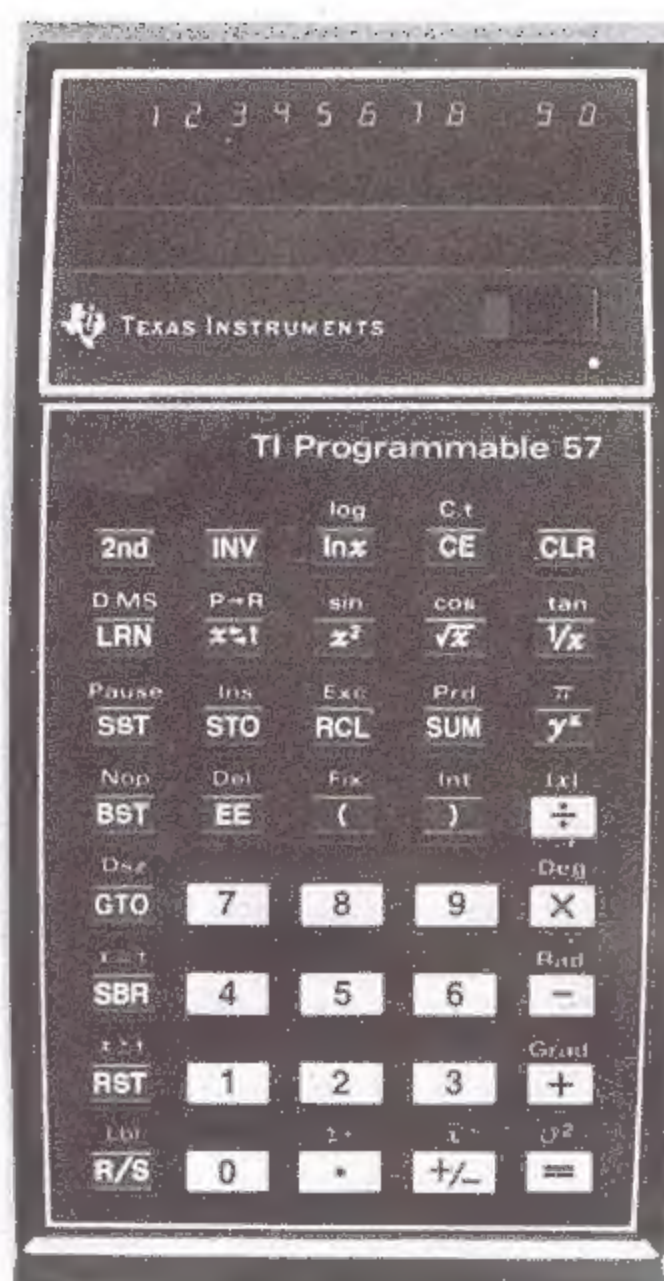 1 2 3 4 5 6 7 8 9 0
TEXAS INSTRUMENTS
TI Programmable 57
log C.t
2nd INV lnx CE CLR
D.MS P→R sin cos tan
LRN x⇆t x² √x 1/x
Pause Ins Exc Prd π
SST STO RCL SUM yˣ
Nop Del Fix Int |x|
BST EE ( ) ÷
Dsz Deg
GTO 7 8 9 X
x=t Rad
SBR 4 5 6 −
x≥t Grad
RST 1 2 3 +
Lbl Σ+ x̄ σ²
R/S 0 . +/− =